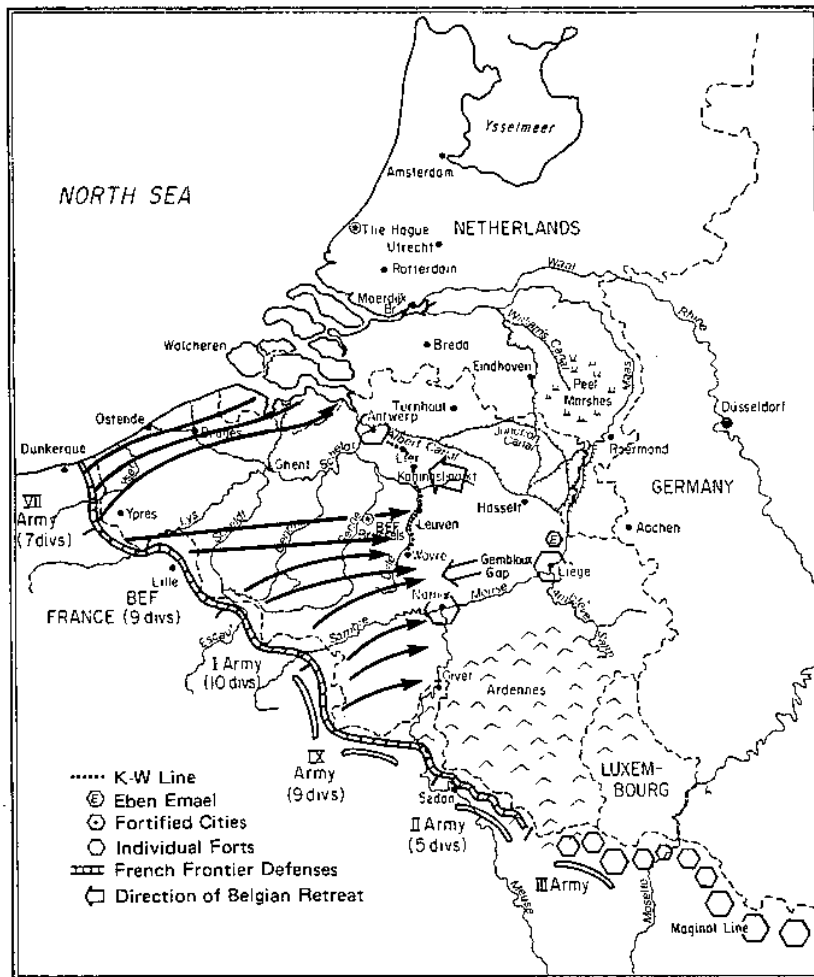 Ysselmeer
Amsterdam
NORTH SEA
The Hague
NETHERLANDS
Utrecht
Rotterdam
Waal
Moerdijk
Br.
Rhine
Walcheren
Breda
Eindhoven
Peel
Marshes
Maas
Düsseldorf
Ostende
Bruges
Antwerp
Turnhout
Junction
Canal
Albert Canal
Roermond
Dunkerque
Ghent
Lier
VII
Army
(7 divs)
Ypres
Lys
Hasselt
GERMANY
BEF
Leuven
Aachen
E
Wavre
Gembloux
Gap
Liège
Lille
BEF
FRANCE (9 divs)
Namur
Meuse
Sambre
I Army
(10 divs)
Givet
Ardennes
IX
Army
(9 divs)
LUXEM-
BOURG
Sedan
II Army
(5 divs)
III Army
Meuse
Moselle
Maginot Line
K-W Line
E
Eben Emael
Fortified Cities
Individual Forts
French Frontier Defenses
Direction of Belgian Retreat